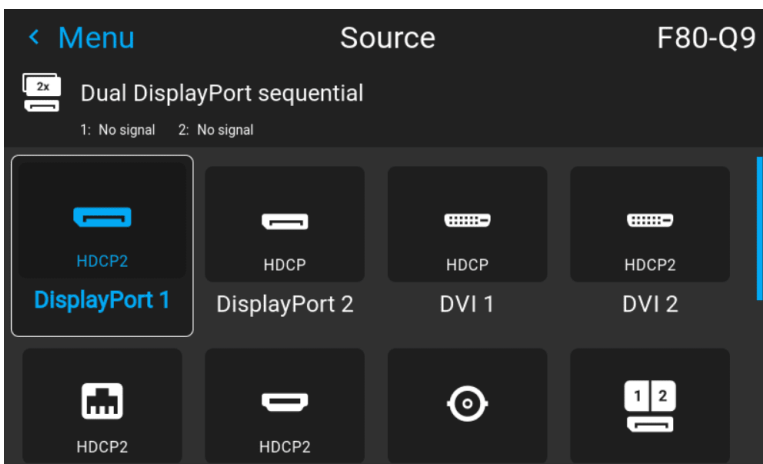 < Menu Source F80-Q9
2x
Dual DisplayPort sequential
1: No signal 2: No signal
HDCP2 HDCP HDCP HDCP2
DisplayPort 1 DisplayPort 2 DVI 1 DVI 2
1 2
HDCP2 HDCP2